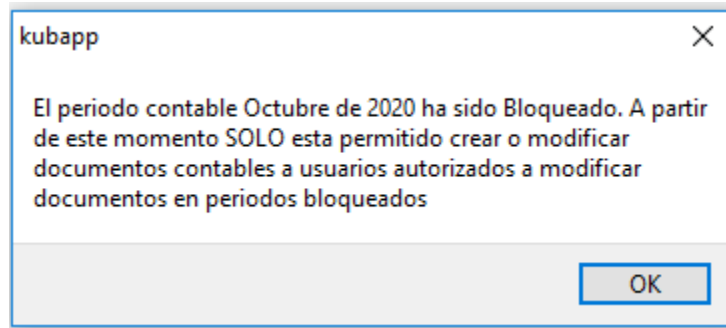 kubapp
El periodo contable Octubre de 2020 ha sido Bloqueado. A partir
de este momento SOLO esta permitido crear o modificar
documentos contables a usuarios autorizados a modificar
documentos en periodos bloqueados
OK